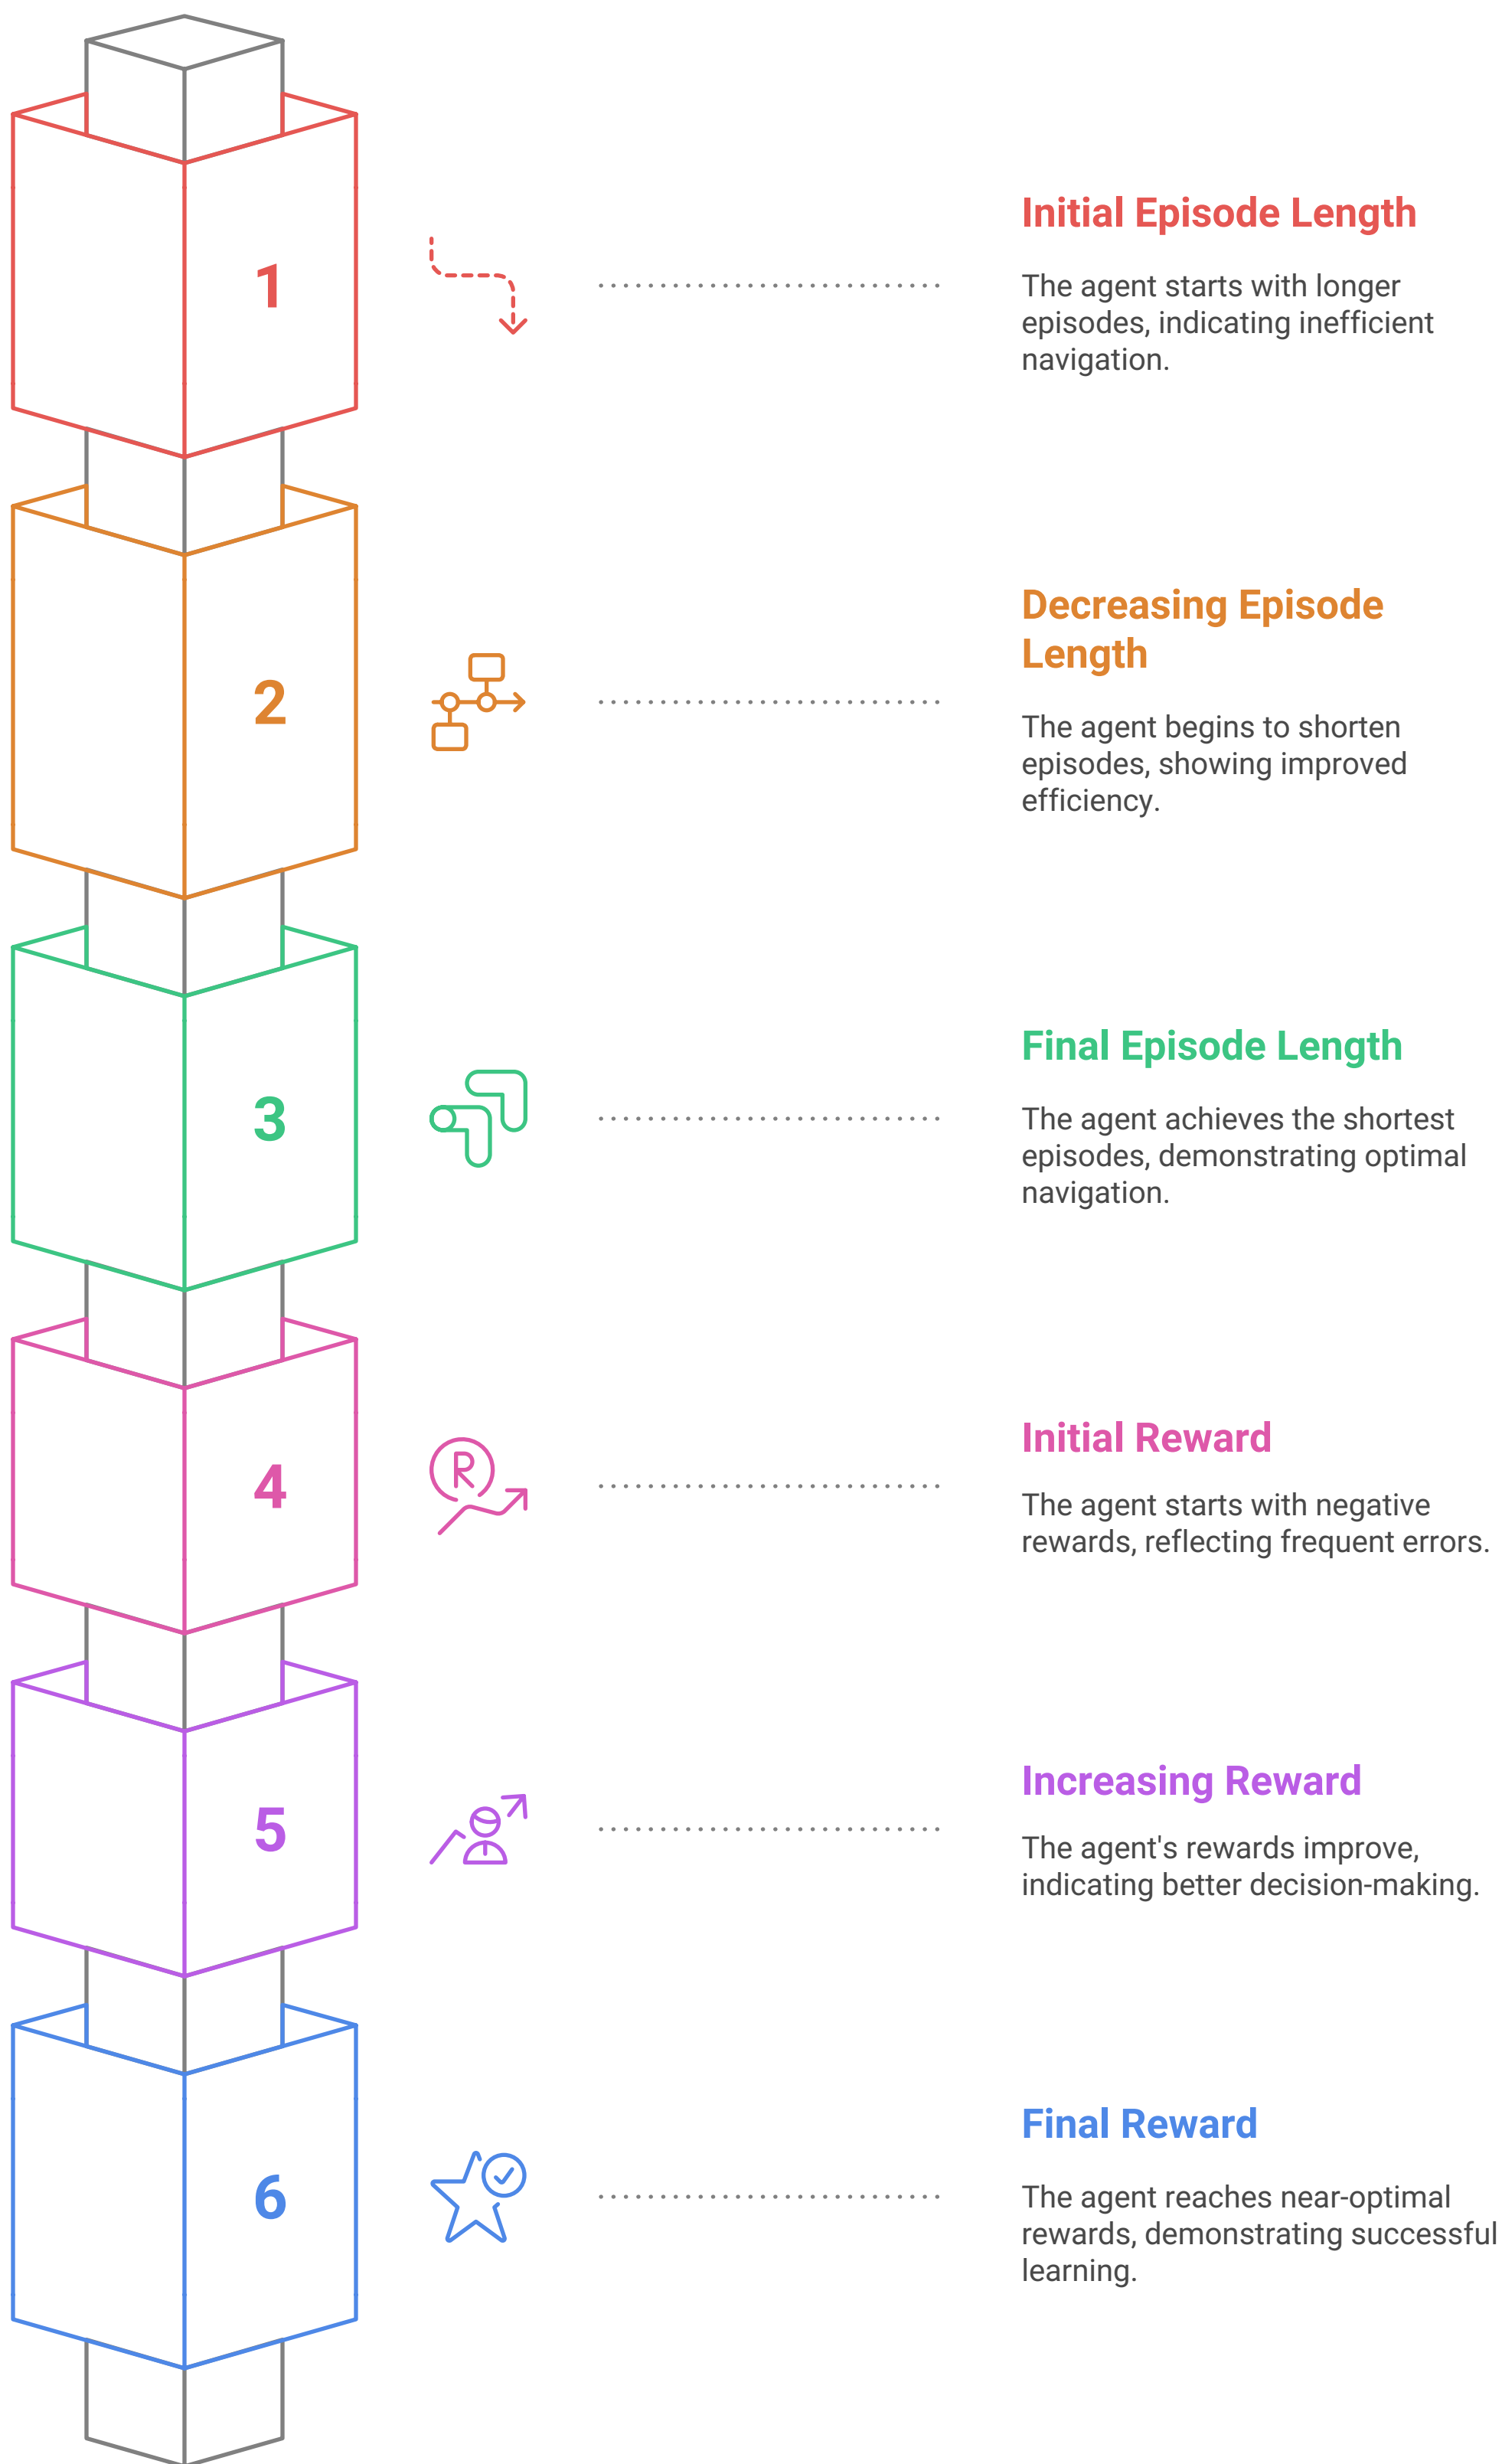 1
Initial Episode Length
The agent starts with longer
episodes, indicating inefficient
navigation.
2
Decreasing Episode
Length
The agent begins to shorten
episodes, showing improved
efficiency.
3
Final Episode Length
The agent achieves the shortest
episodes, demonstrating optimal
navigation.
4
R
Initial Reward
The agent starts with negative
rewards, reflecting frequent errors.
5
Increasing Reward
The agent's rewards improve,
indicating better decision-making.
6
Final Reward
The agent reaches near-optimal
rewards, demonstrating successful
learning.